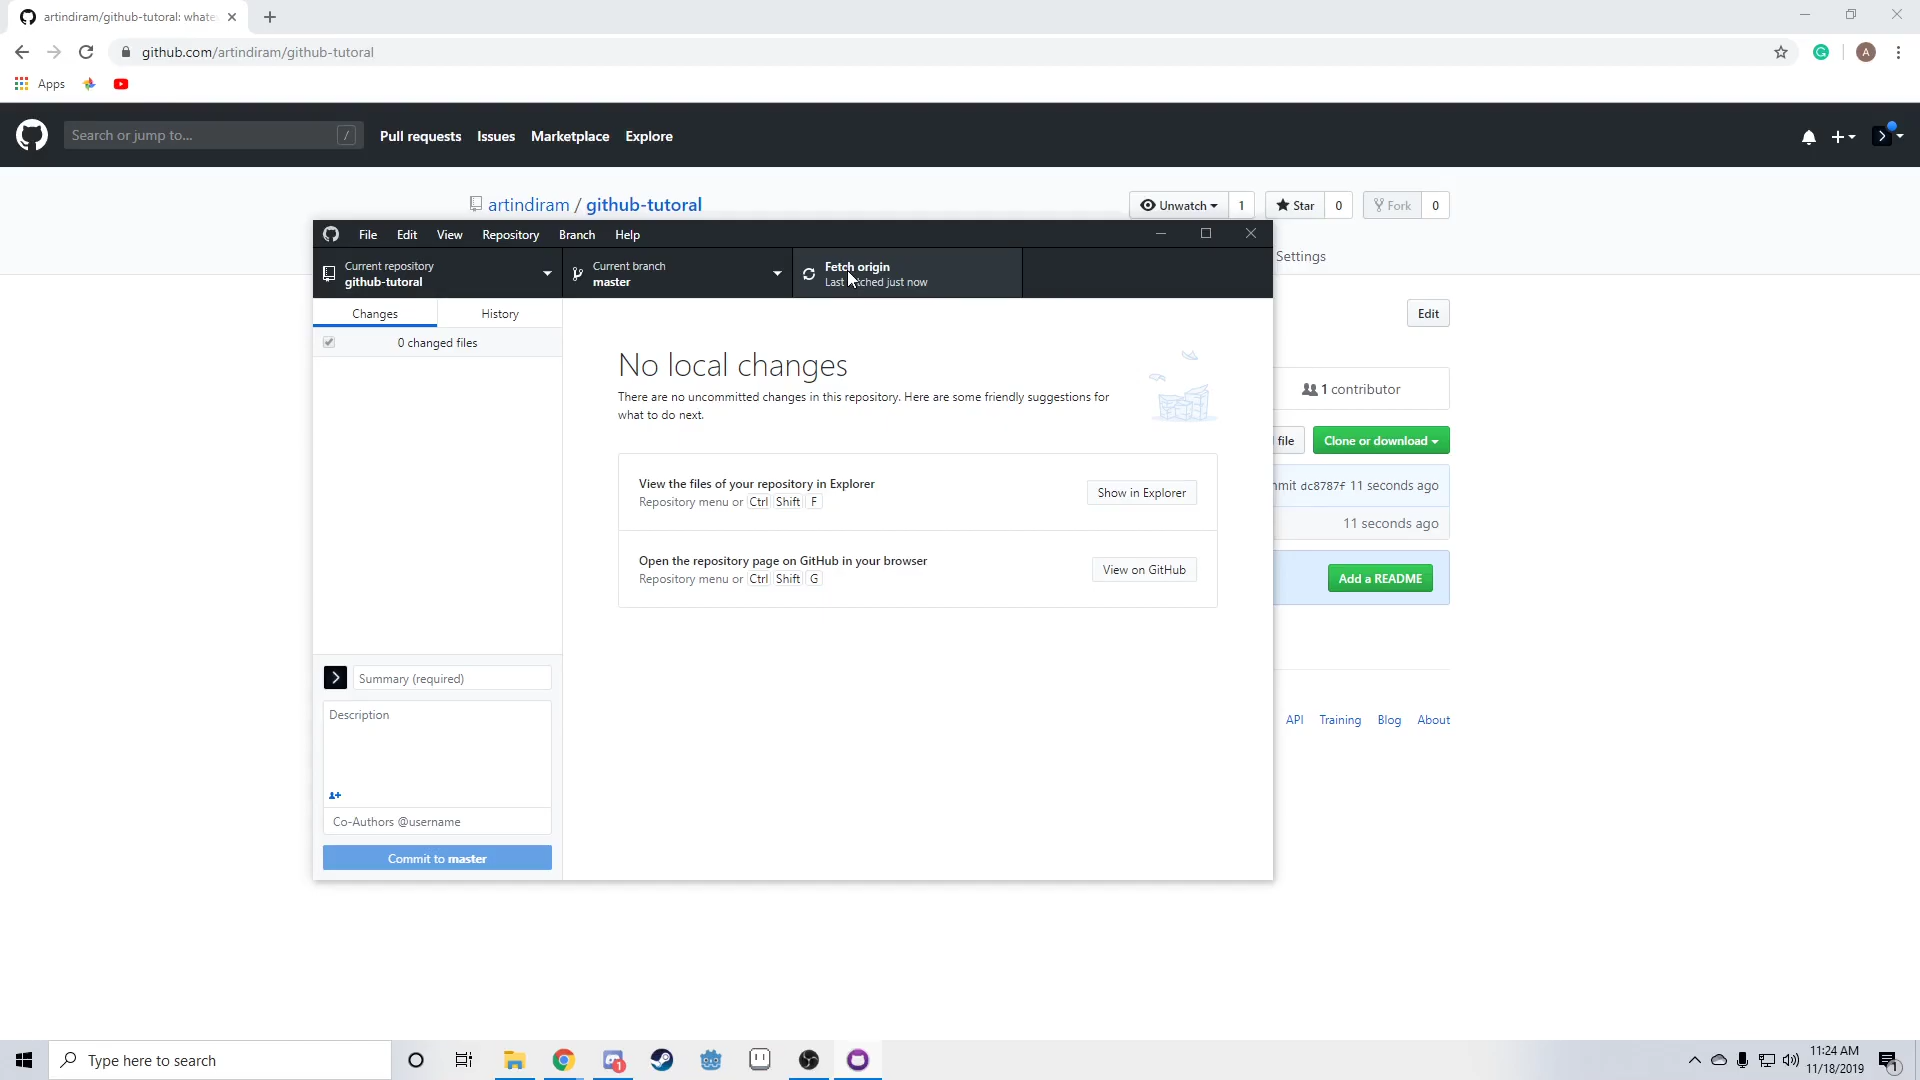 artindiram/github-tutoral: whate
github.com/artindiram/github-tutoral
G
A
Apps
Search or jump to...
/
Pull requests
Issues
Marketplace
Explore
artindiram / github-tutoral
Unwatch
1
Star
0
Fork
0
File
Edit
View
Repository
Branch
Help
Settings
Current repository
github-tutoral
Current branch
master
Fetch origin
Last fetched just now
Changes
History
0 changed files
Edit
No local changes
There are no uncommitted changes in this repository. Here are some friendly suggestions for
what to do next.
1 contributor
file
Clone or download
View the files of your repository in Explorer
Repository menu or Ctrl Shift F
Show in Explorer
mit dc8787f 11 seconds ago
11 seconds ago
Open the repository page on GitHub in your browser
Repository menu or Ctrl Shift G
View on GitHub
Add a README
Summary (required)
Description
Co-Authors @username
Commit to master
API
Training
Blog
About
Type here to search
1
11:24 AM
11/18/2019
1